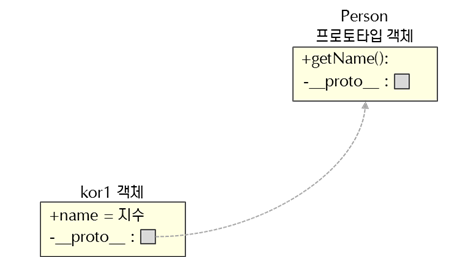 Person
프로토타입 객체
+getName():
-__proto__ :
kor1 객체
+name = 지수
-__proto__ :